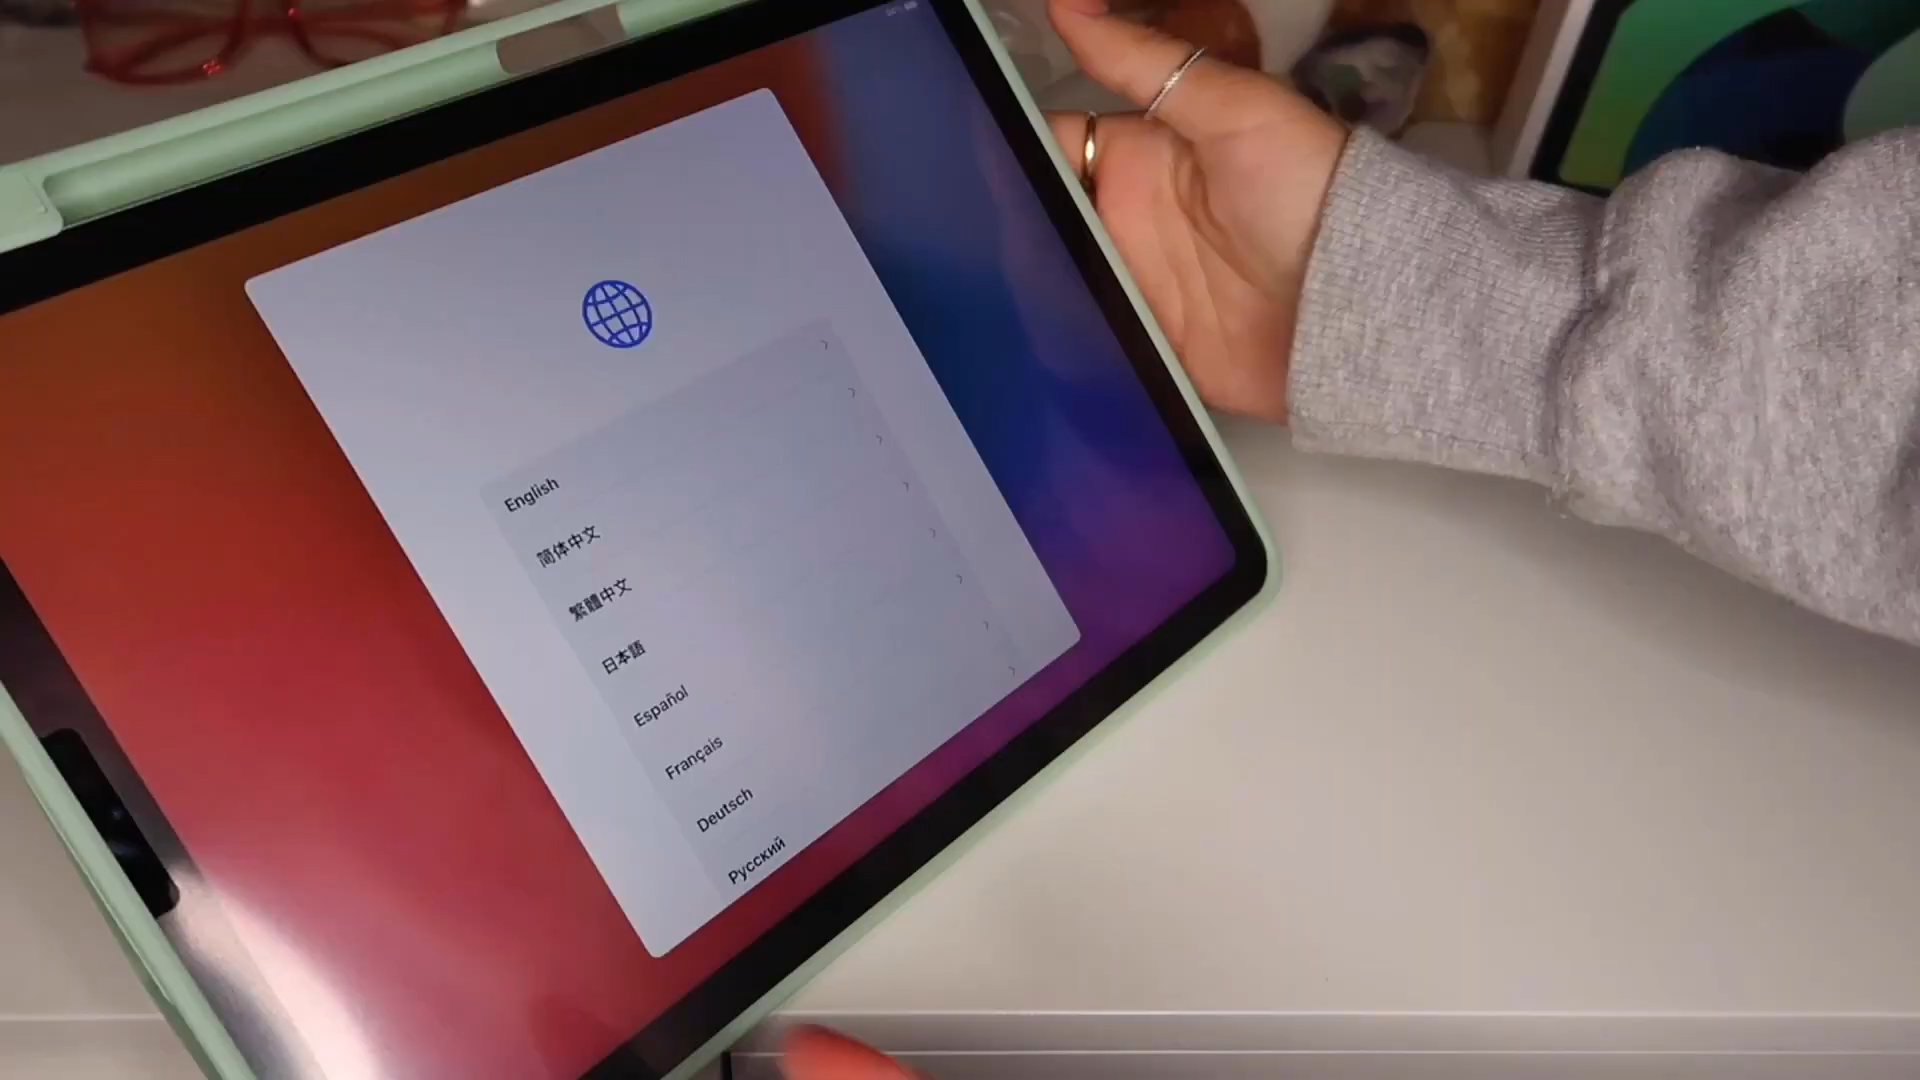 English
简体中文
繁體中文
日本語
Español
Français
Deutsch
Русский